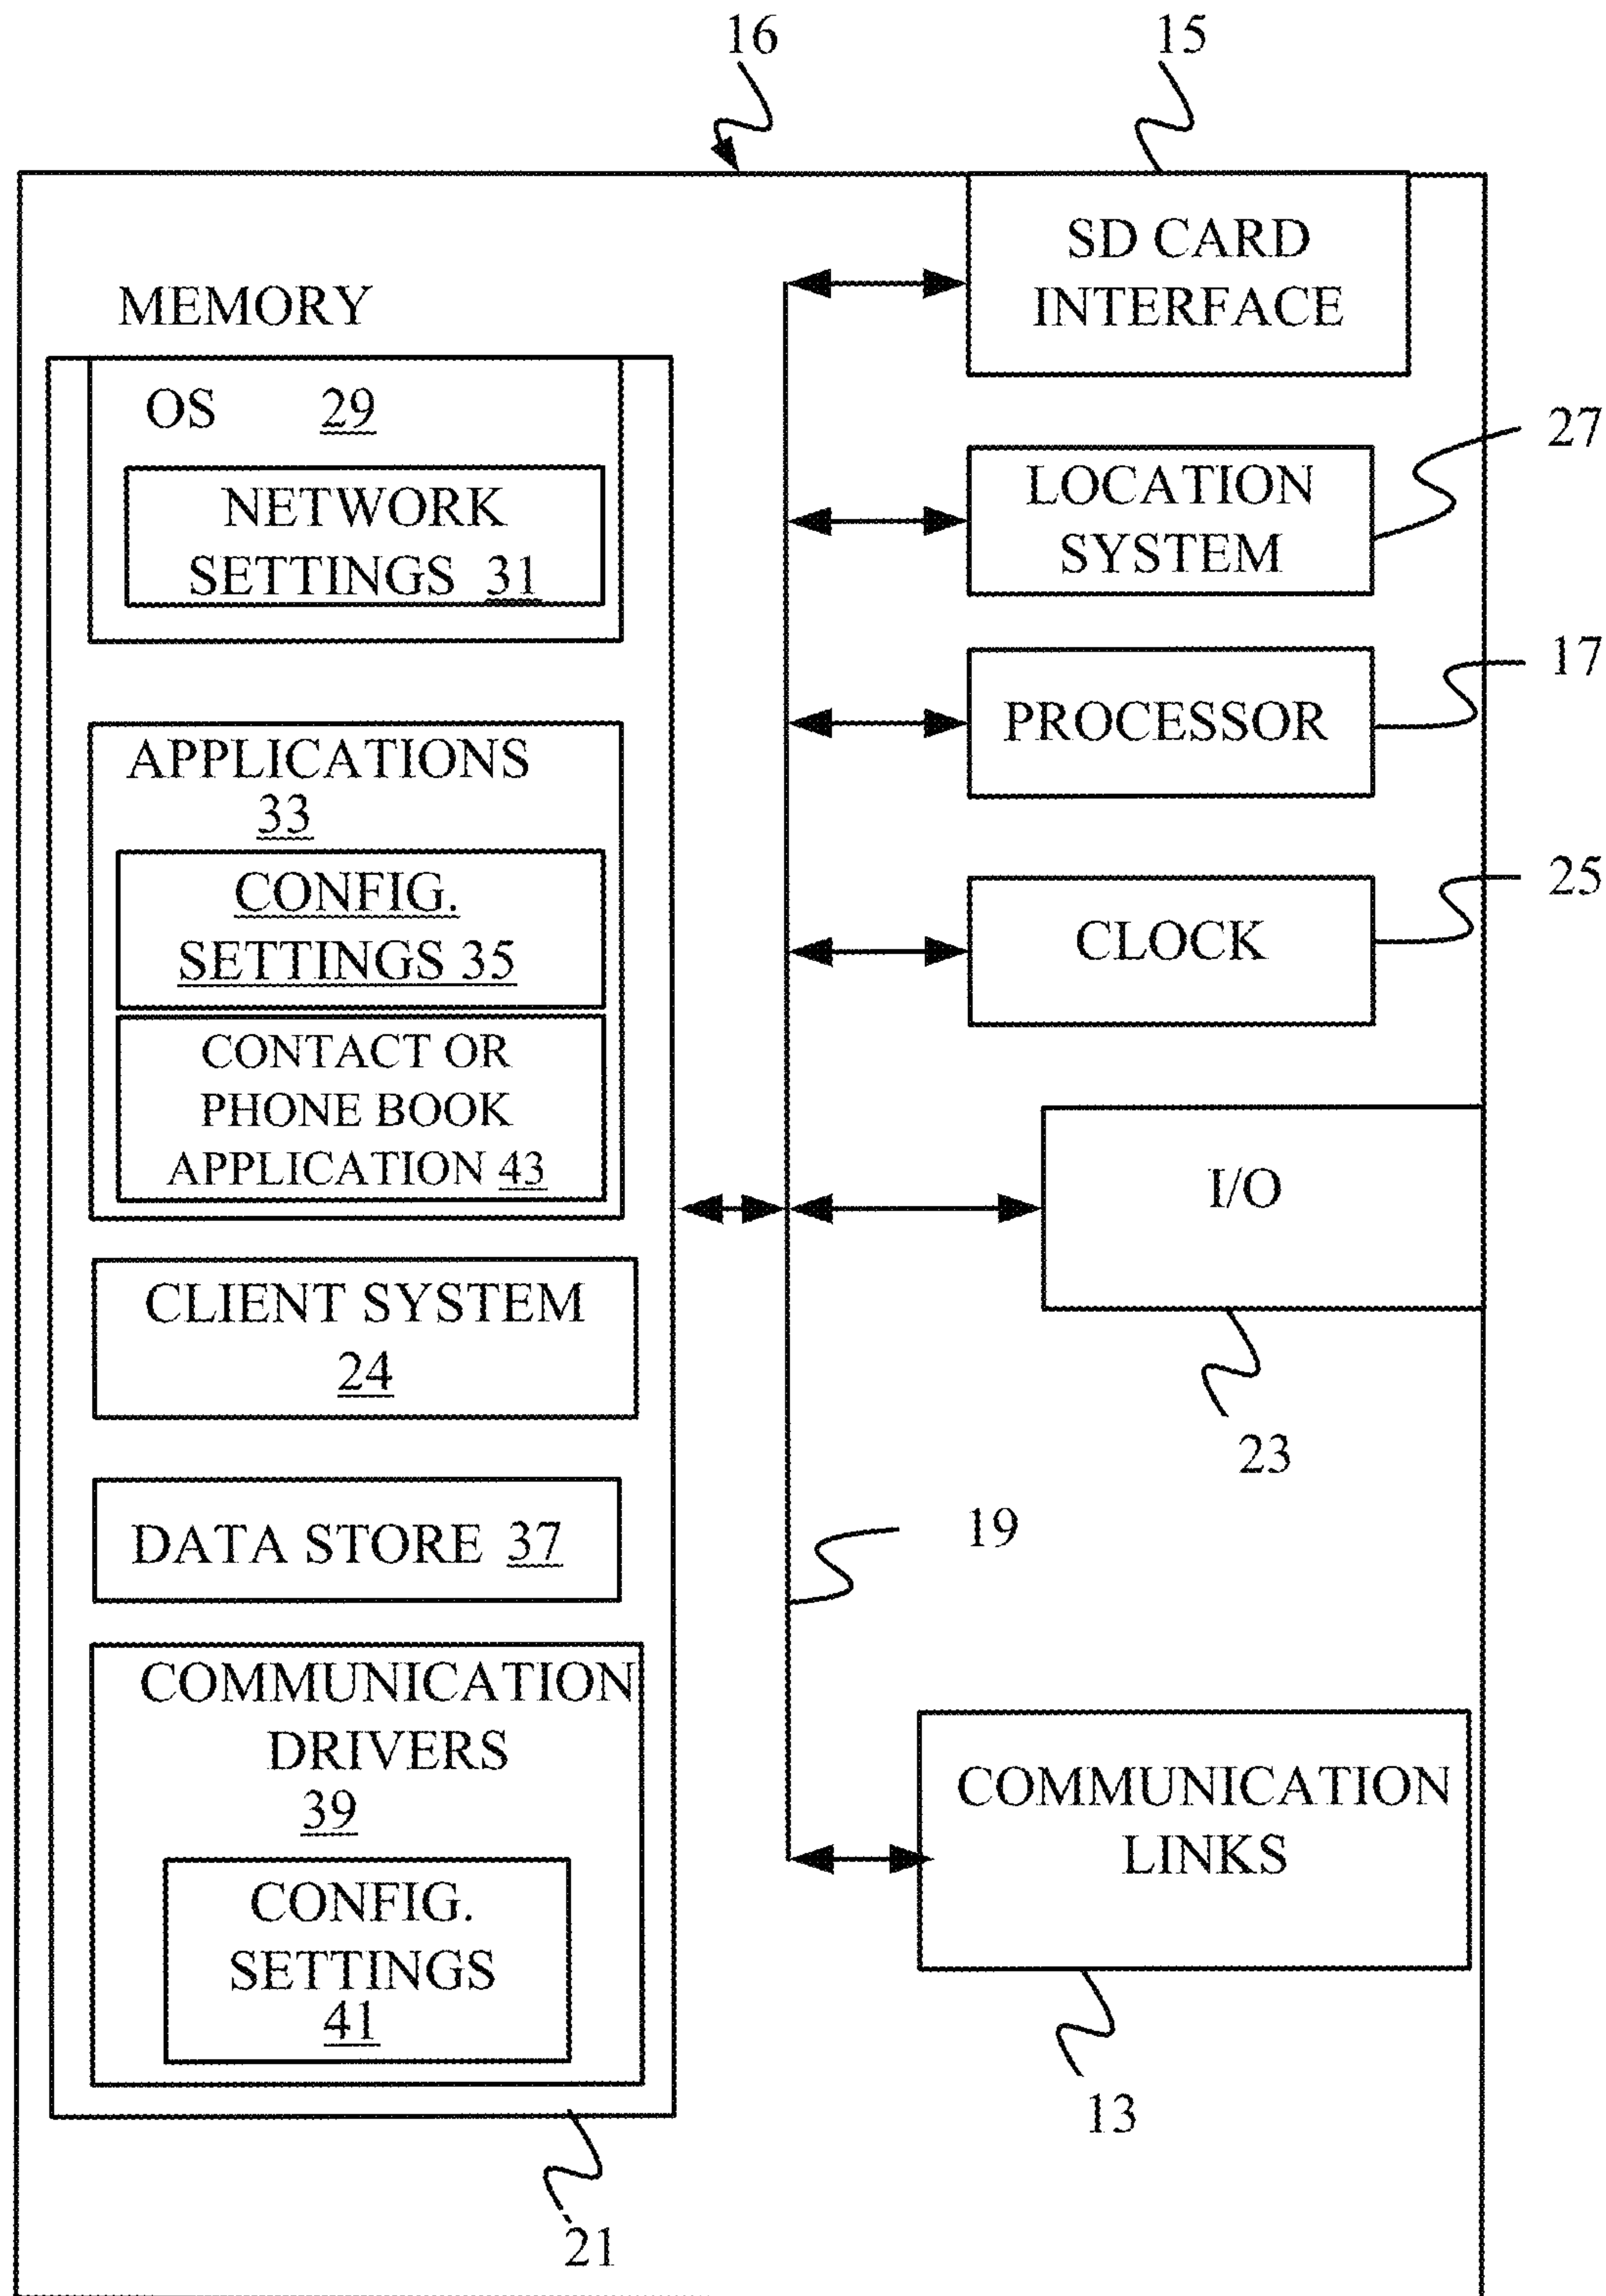 16
15
SD CARD
INTERFACE
MEMORY
OS 29
NETWORK
SETTINGS 31
27
LOCATION
SYSTEM
17
PROCESSOR
APPLICATIONS
33
CONFIG.
SETTINGS 35
25
CLOCK
CONTACT OR
PHONE BOOK
APPLICATION 43
I/O
23
CLIENT SYSTEM
24
19
DATA STORE 37
COMMUNICATION
DRIVERS
39
CONFIG.
SETTINGS
41
COMMUNICATION
LINKS
13
21